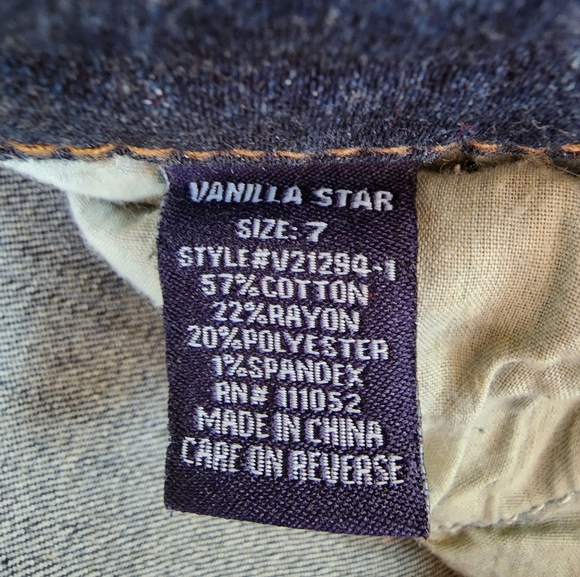 VANILLA STAR
SIZE: 7
STYLE#V21294-1
57%COTTON
22%RAYON
20%POLYESTER
1%SPANDEX
RN# 111052
MADE IN CHINA
CARE ON REVERSE